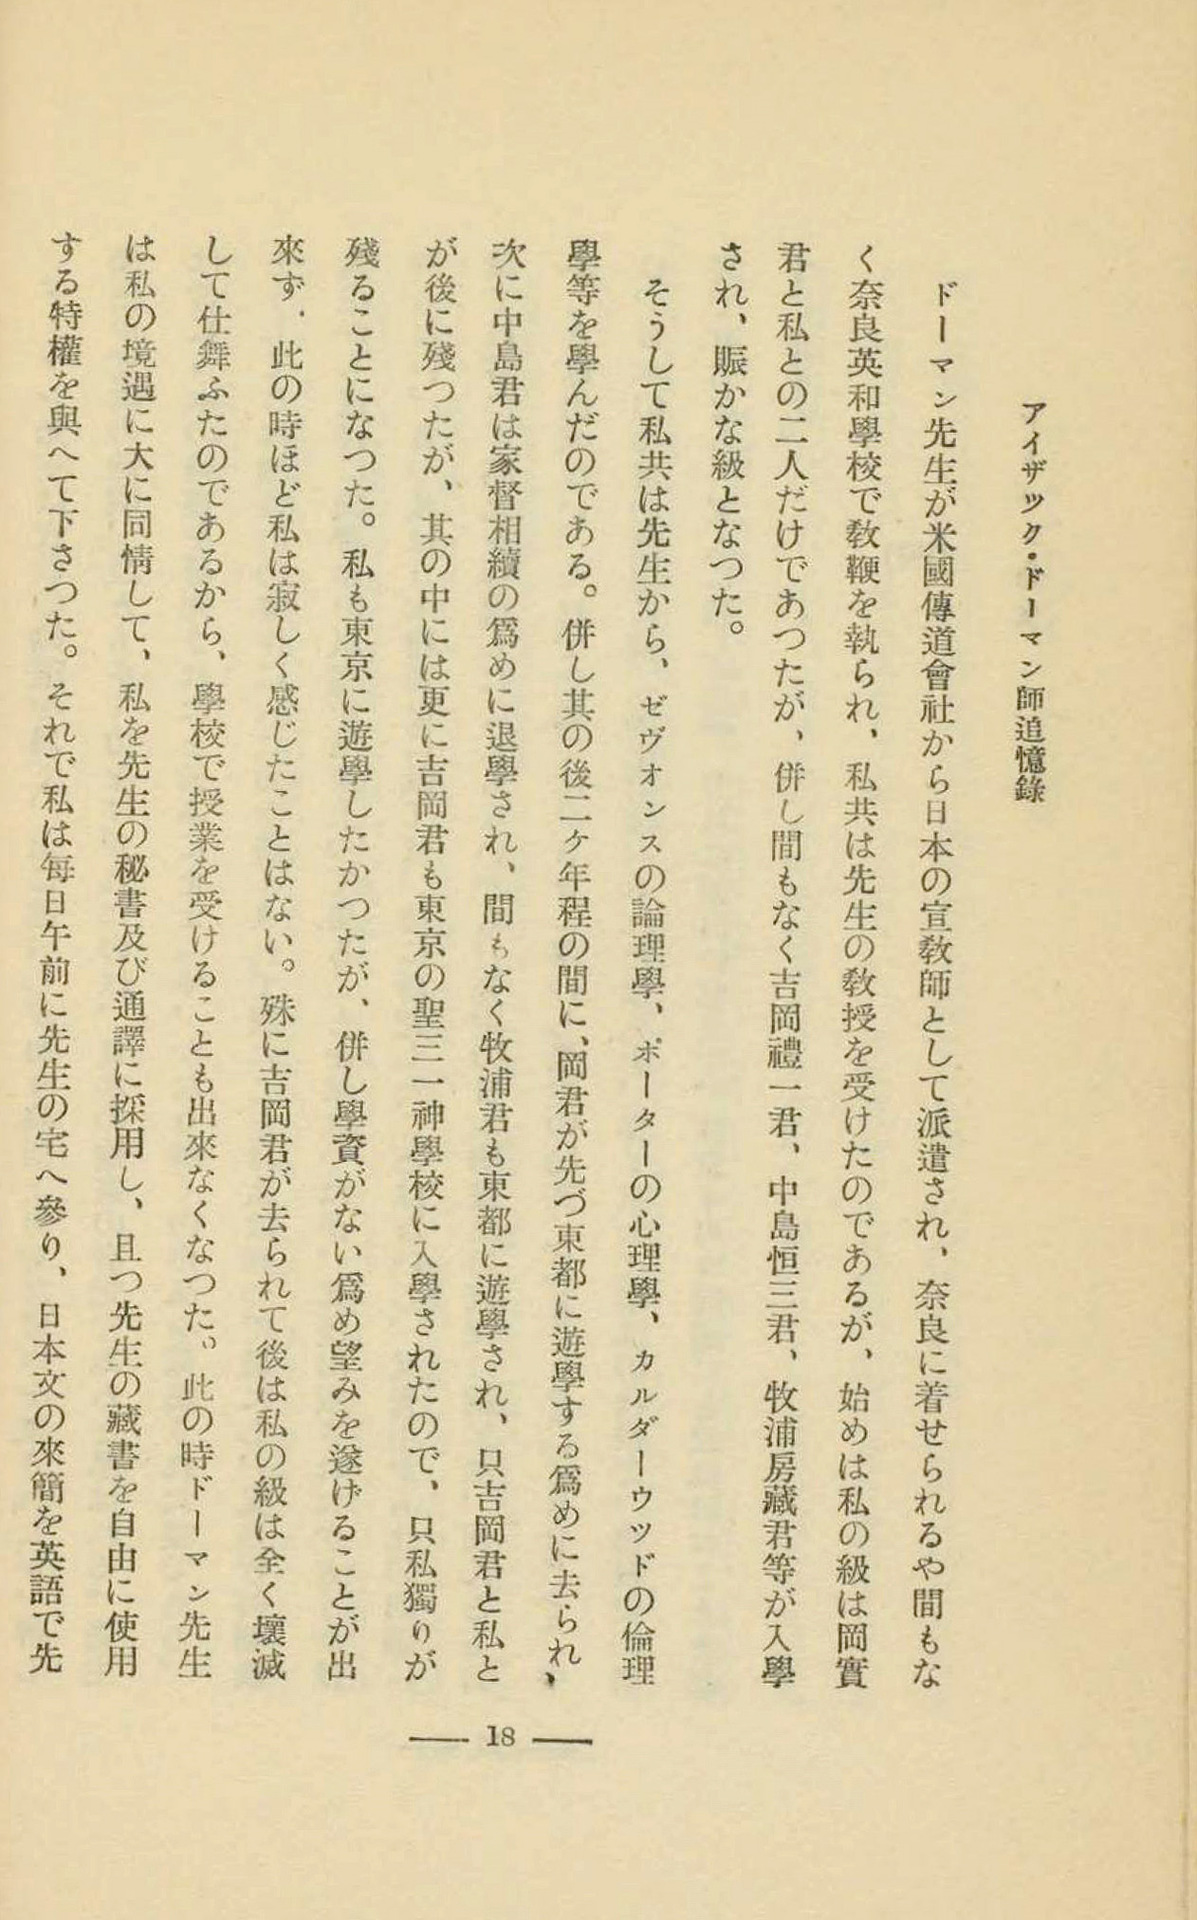 アイザック・ドーマン師追憶錄
ドーマン先生が米國傳道會社から日本の宣敎師として派遣され、奈良に着せられるや間もな
く奈良英和學校で敎鞭を執られ、私共は先生の敎授を受けたのであるが、始めは私の級は岡實
君と私との二人だけであつたが、併し間もなく吉岡禮一君、中島恒三君、牧浦房藏君等が入學
され、賑かな級となつた。
そうして私共は先生から、ゼヴォンスの論理學、ポーターの心理學、カルダーウッドの倫理
學等を學んだのである。併し其の後二ケ年程の間に、岡君が先づ東都に遊學する爲めに去られ、
次に中島君は家督相續の爲めに退學され、間もなく牧浦君も東都に遊學され、只吉岡君と私と
が後に殘つたが、其の中には更に吉岡君も東京の聖三一神學校に入學されたので、只私獨りが
殘ることになつた。私も東京に遊學したかつたが、併し學資がない爲め望みを遂げることが出
來ず、此の時ほど私は寂しく感じたことはない。殊に吉岡君が去られて後は私の級は全く壞滅
して仕舞ふたのであるから、學校で授業を受けることも出來なくなつた。此の時ドーマン先生
は私の境遇に大に同情して、私を先生の秘書及び通譯に採用し、且つ先生の藏書を自由に使用
する特權を與へて下さつた。それで私は每日午前に先生の宅へ參り、日本文の來簡を英語で先
18